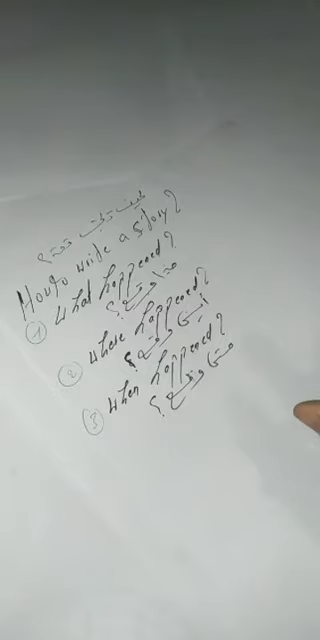 كيف تكتب قصة؟
How to write a Story?
① what happened?
ماذا وقع؟
② where happened?
أين وقع؟
③ when happened?
متى وقع؟